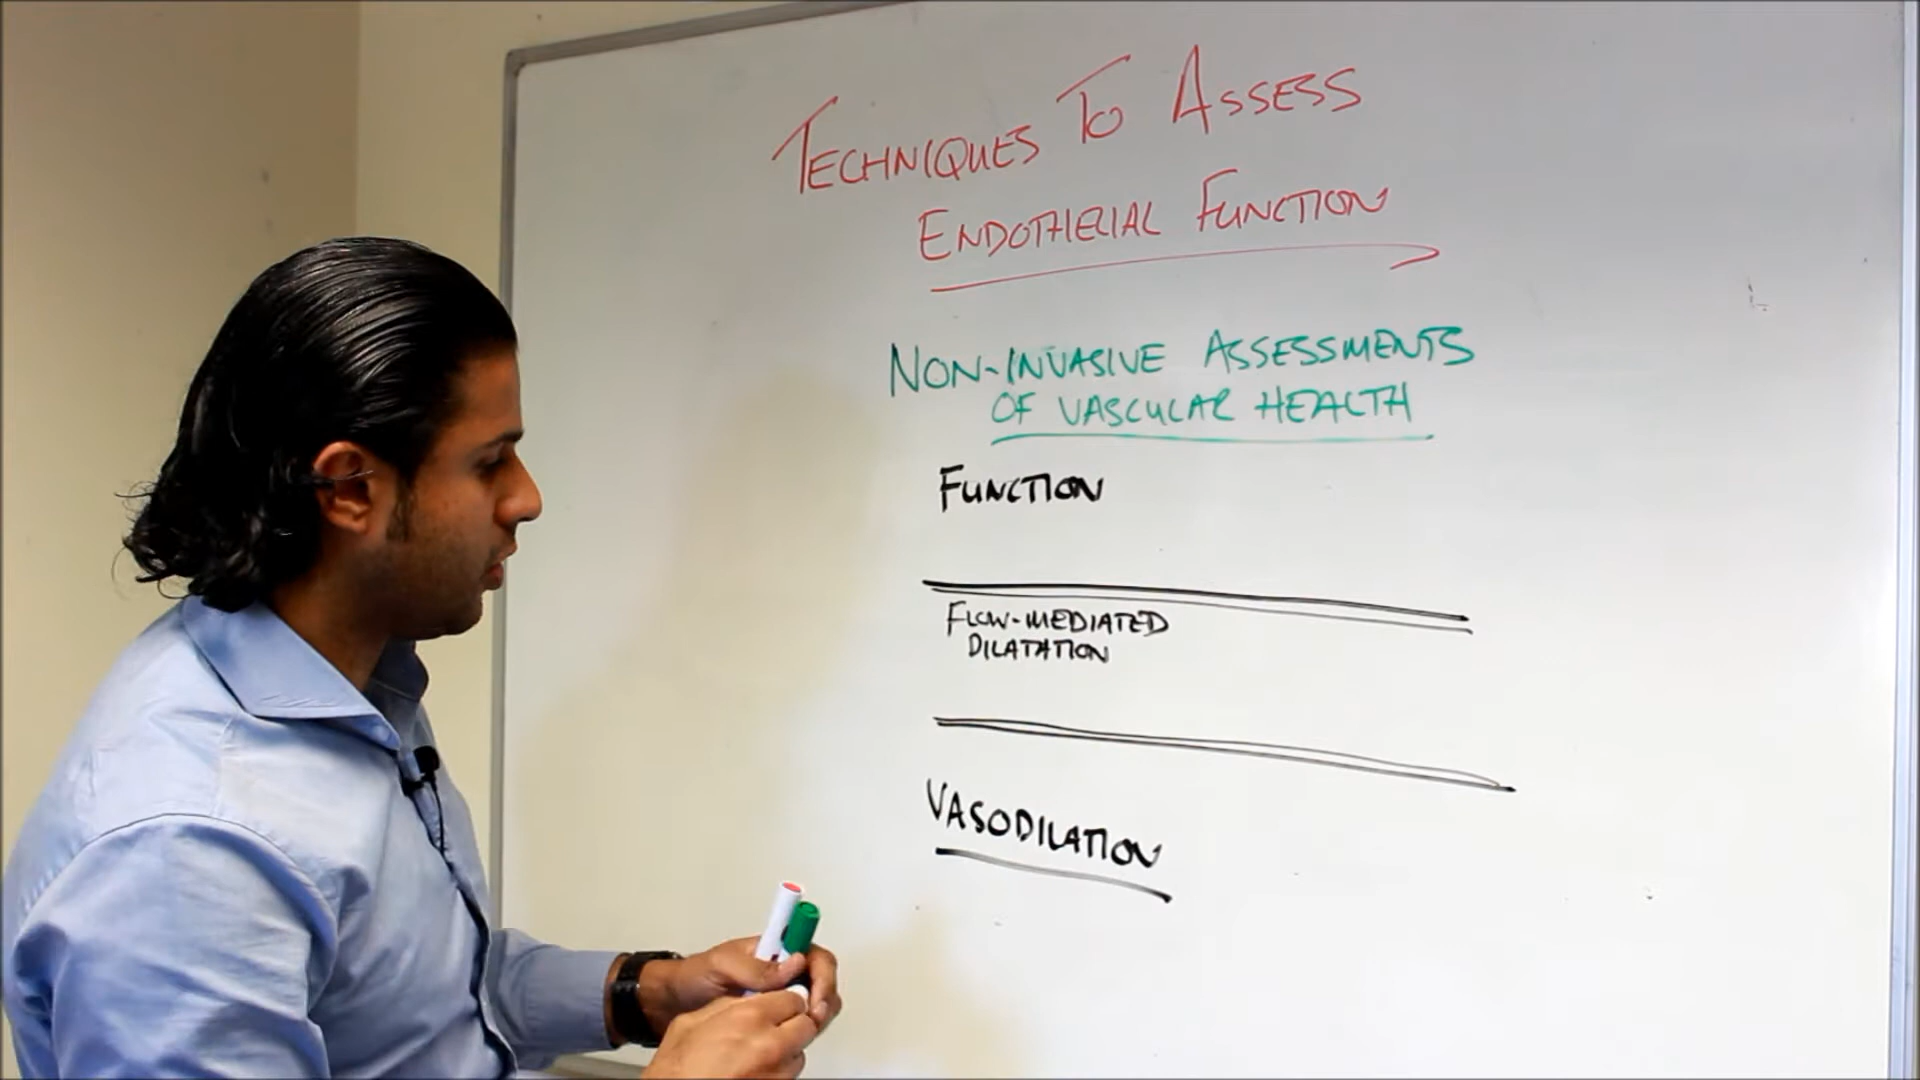 TECHNIQUES TO ASSESS
ENDOTHELIAL FUNCTION
NON-INVASIVE ASSESSMENTS
OF VASCULAR HEALTH
FUNCTION
FLOW-MEDIATED
DILATATION
VASODILATION